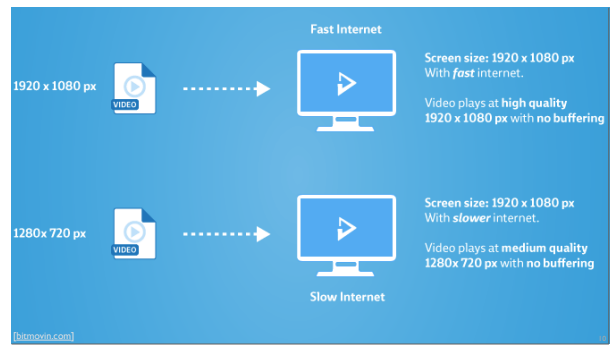 Fast Internet
1920 x 1080 px
VIDEO
Screen size: 1920 x 1080 px
With fast internet.
Video plays at high quality
1920 x 1080 px with no buffering
1280x 720 px
VIDEO
Screen size: 1920 x 1080 px
With slower internet.
Video plays at medium quality
1280x 720 px with no buffering
Slow Internet
[bitmovin.com]